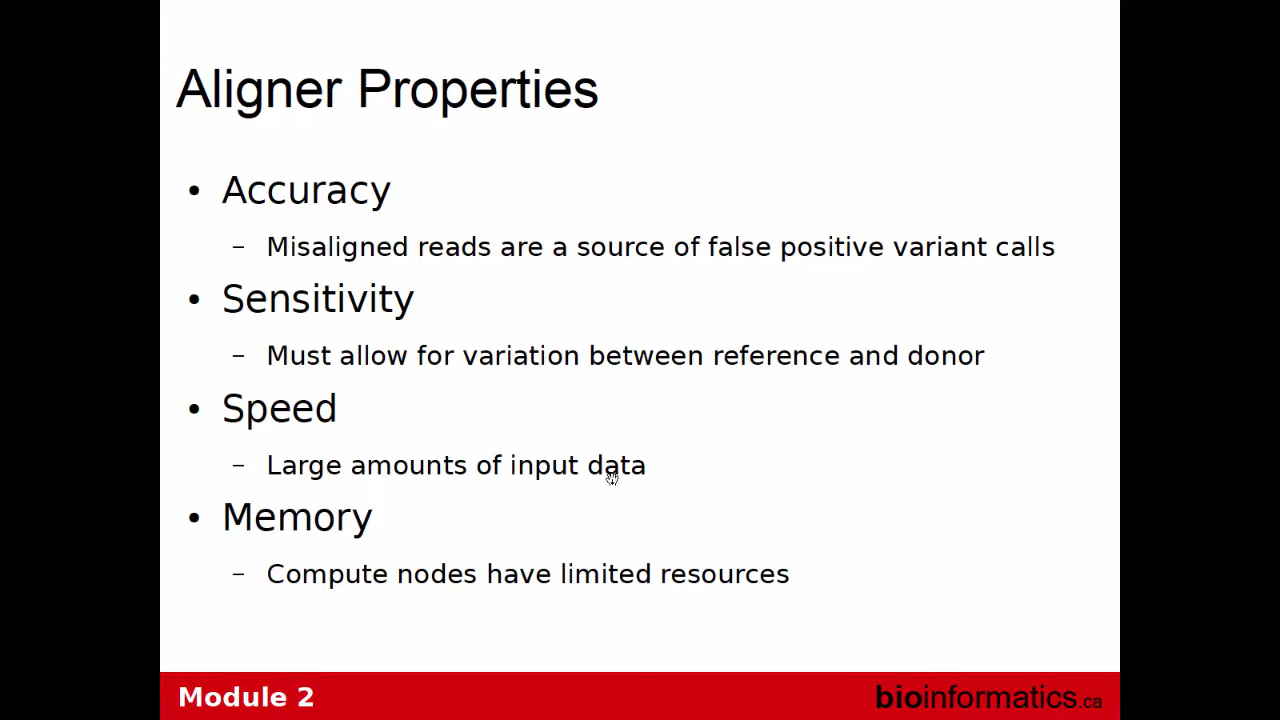 Aligner Properties
• Accuracy
– Misaligned reads are a source of false positive variant calls
• Sensitivity
– Must allow for variation between reference and donor
• Speed
– Large amounts of input data
• Memory
– Compute nodes have limited resources
Module 2
bioinformatics.ca